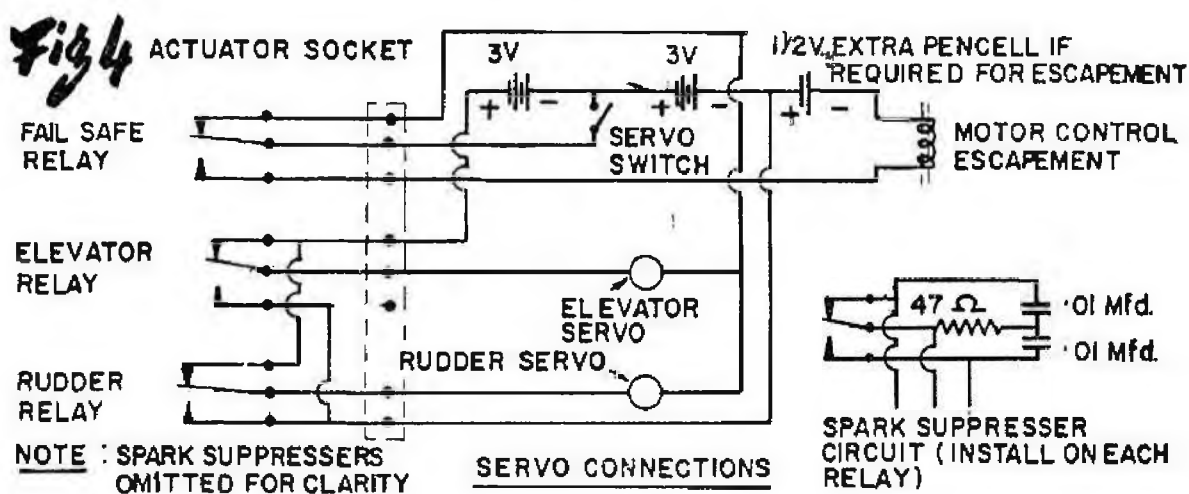 Fig 4 ACTUATOR SOCKET
3V
3V
1 1/2V. EXTRA PENCELL IF
REQUIRED FOR ESCAPEMENT
+ -
+ -
+ -
FAIL SAFE
RELAY
SERVO
SWITCH
MOTOR CONTROL
ESCAPEMENT
ELEVATOR
RELAY
ELEVATOR
SERVO
47 Ω
·01 Mfd.
·01 Mfd.
RUDDER SERVO
RUDDER
RELAY
SPARK SUPPRESSER
CIRCUIT (INSTALL ON EACH
RELAY)
NOTE : SPARK SUPPRESSERS
OMITTED FOR CLARITY
SERVO CONNECTIONS